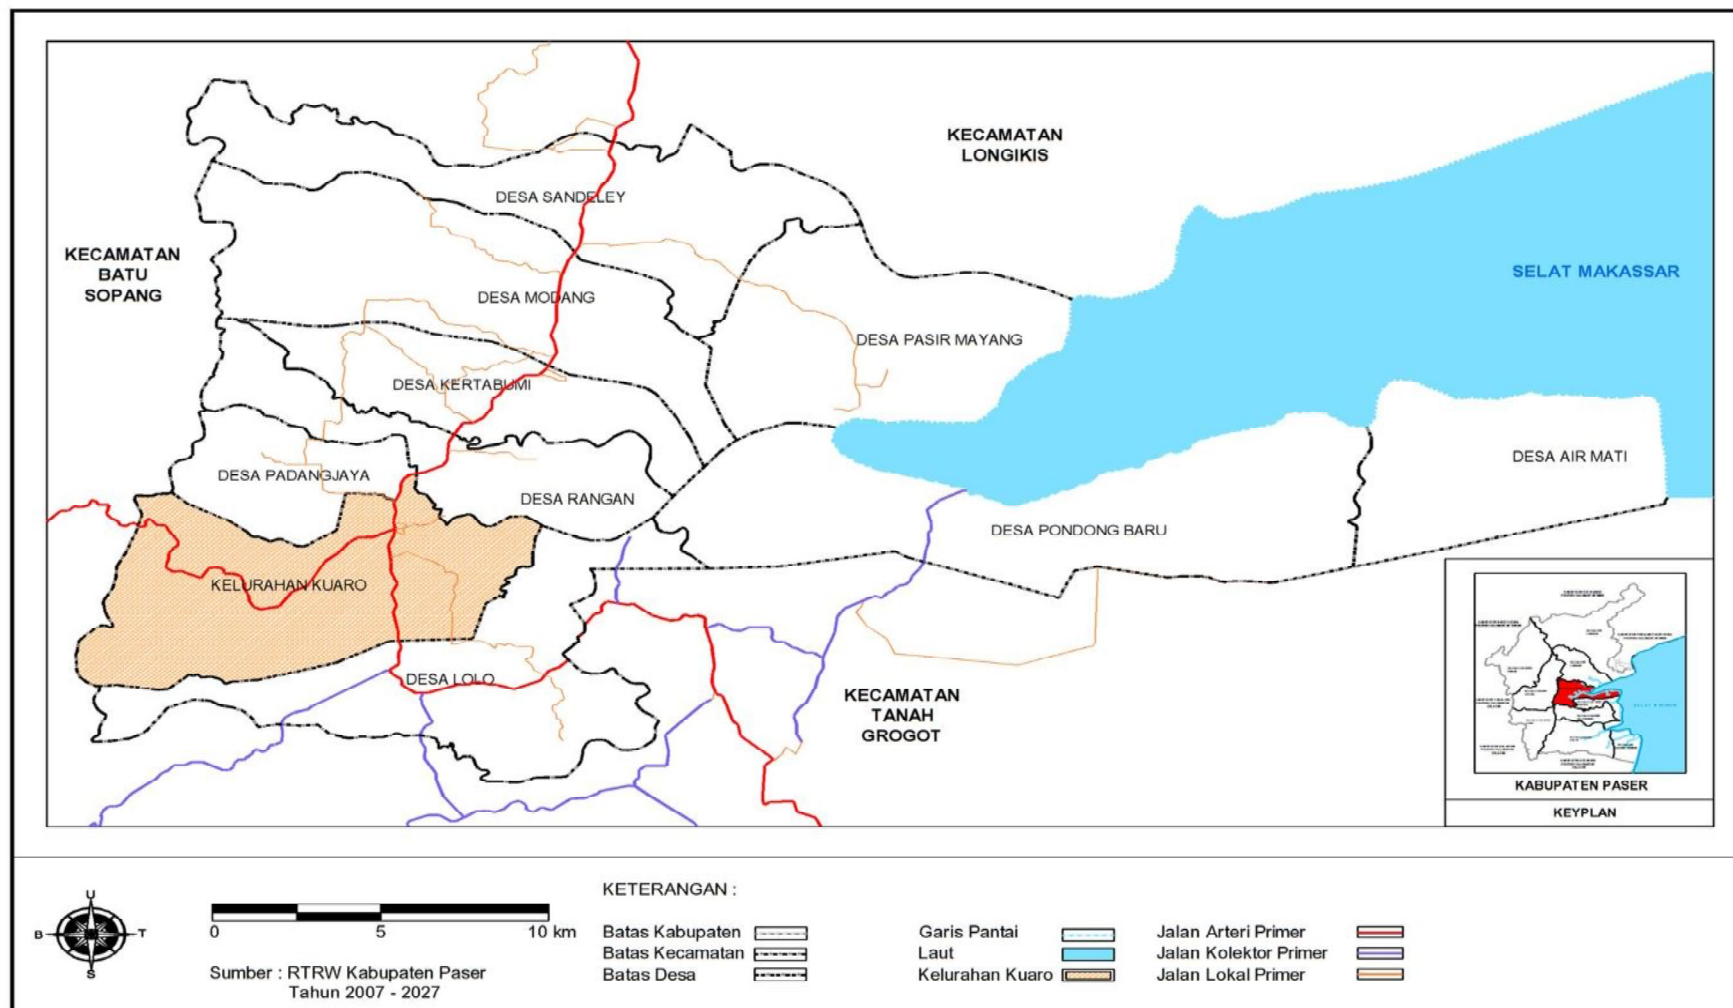 KECAMATAN
LONGIKIS
DESA SANDELEY
KECAMATAN
BATU
SOPANG
SELAT MAKASSAR
DESA MODANG
DESA PASIR MAYANG
DESA KERTABUMI
DESA AIR MATI
DESA PADANGJAYA
DESA RANGAN
DESA PONDONG BARU
KELURAHAN KUARO
DESA LOLO
KECAMATAN
TANAH
GROGOT
KABUPATEN PASER
KEYPLAN
U
B
T
S
0 5 10 km
Sumber : RTRW Kabupaten Paser
Tahun 2007 - 2027
KETERANGAN :
Batas Kabupaten
Batas Kecamatan
Batas Desa
Garis Pantai
Laut
Kelurahan Kuaro
Jalan Arteri Primer
Jalan Kolektor Primer
Jalan Lokal Primer